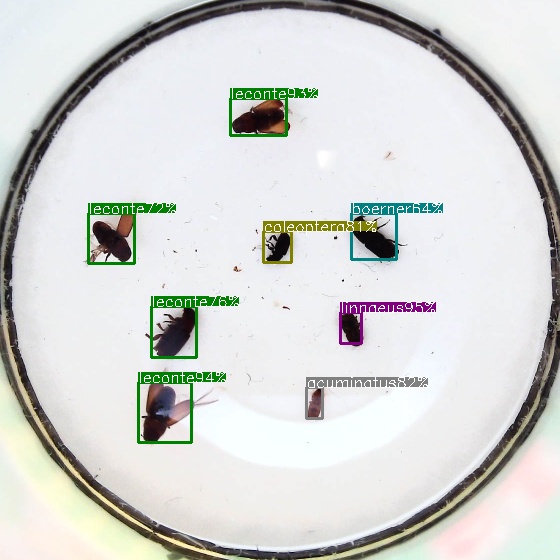 leconte93%
leconte72%
boerner64%
coleoptera81%
leconte76%
linnaeus95%
leconte94%
acuminatus82%